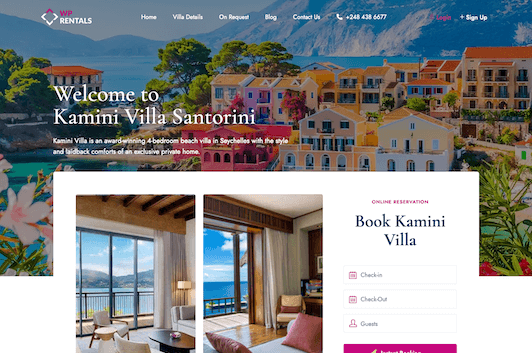 WP
RENTALS
Home Villa Details On Request Blog Contact Us +248 438 6677 Login + Sign Up
Welcome to
Kamini Villa Santorini
Kamini Villa is an award-winning 4-bedroom beach villa in Seychelles with the style
and laidback comforts of an exclusive private home.
ONLINE RESERVATION
Book Kamini
Villa
Check-in
Check-Out
Guests
Instant Booking